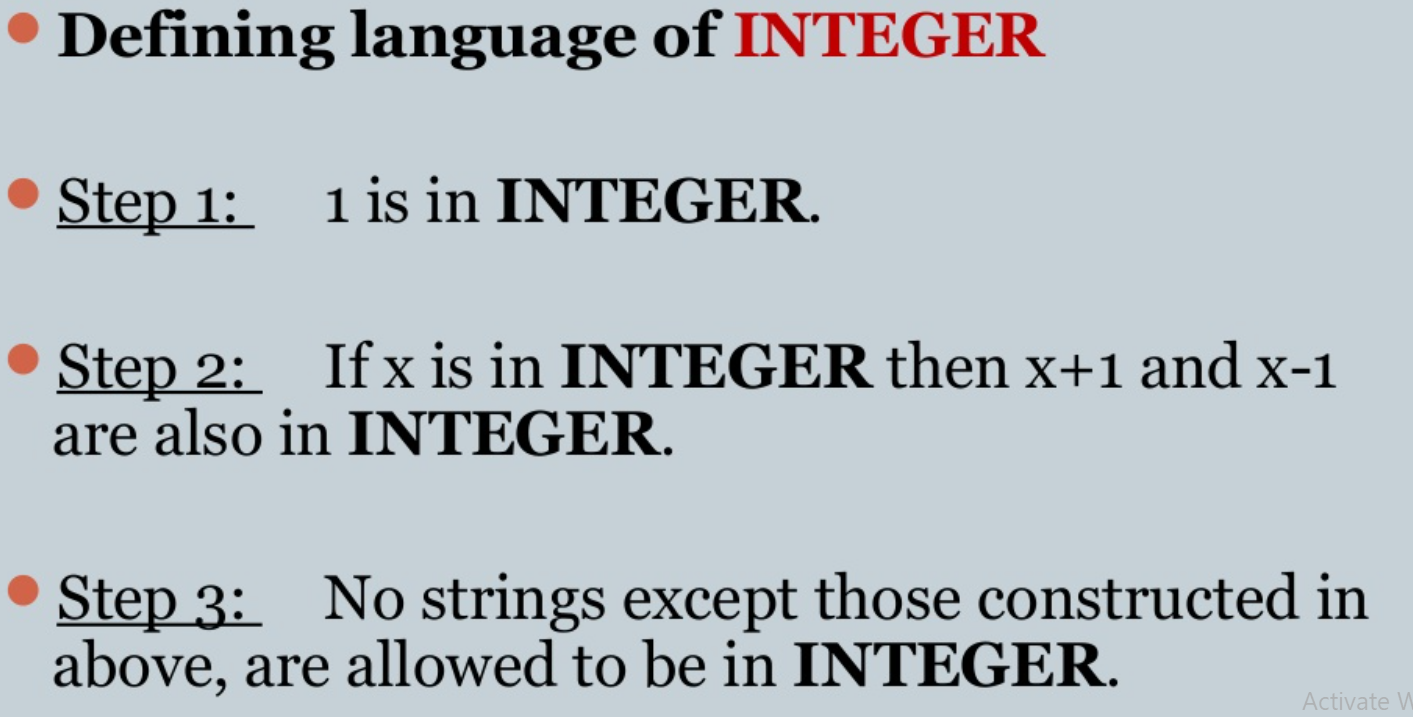 • Defining language of INTEGER
• Step 1: 1 is in INTEGER.
• Step 2: If x is in INTEGER then x+1 and x-1
are also in INTEGER.
• Step 3: No strings except those constructed in
above, are allowed to be in INTEGER.
Activate W